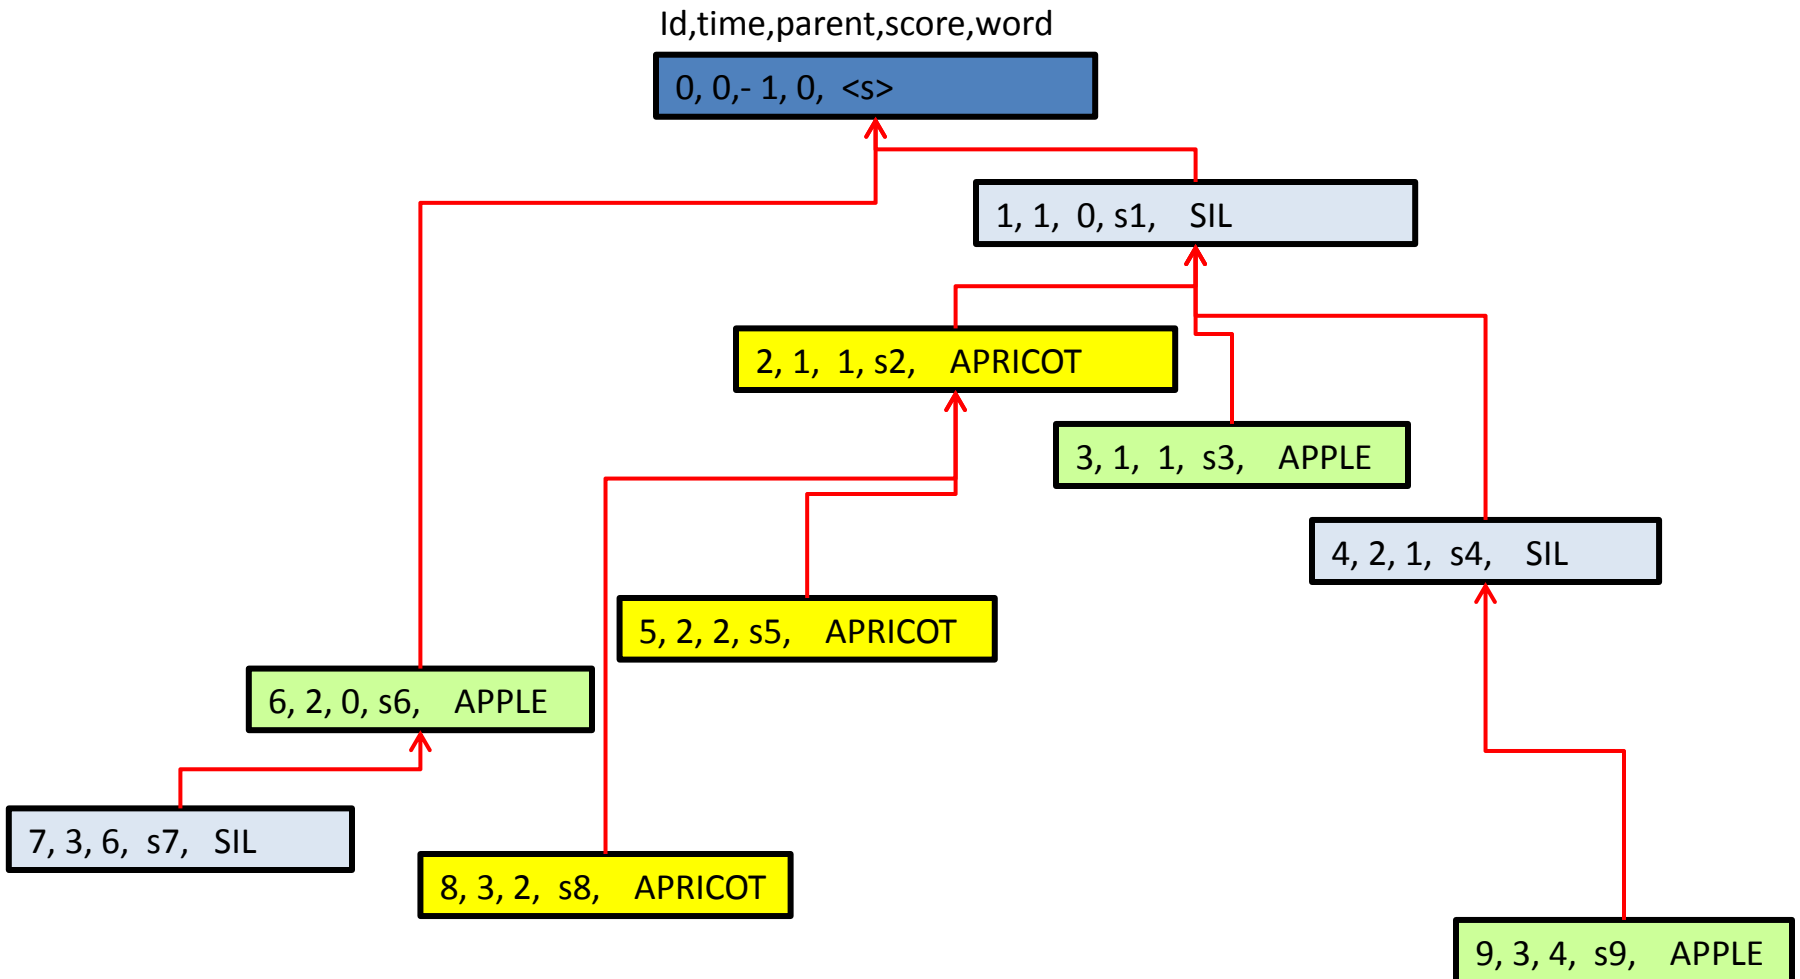 Id,time,parent,score,word
0, 0,- 1, 0, <s>
1, 1, 0, s1, SIL
2, 1, 1, s2, APRICOT
3, 1, 1, s3, APPLE
4, 2, 1, s4, SIL
5, 2, 2, s5, APRICOT
6, 2, 0, s6, APPLE
7, 3, 6, s7, SIL
8, 3, 2, s8, APRICOT
9, 3, 4, s9, APPLE